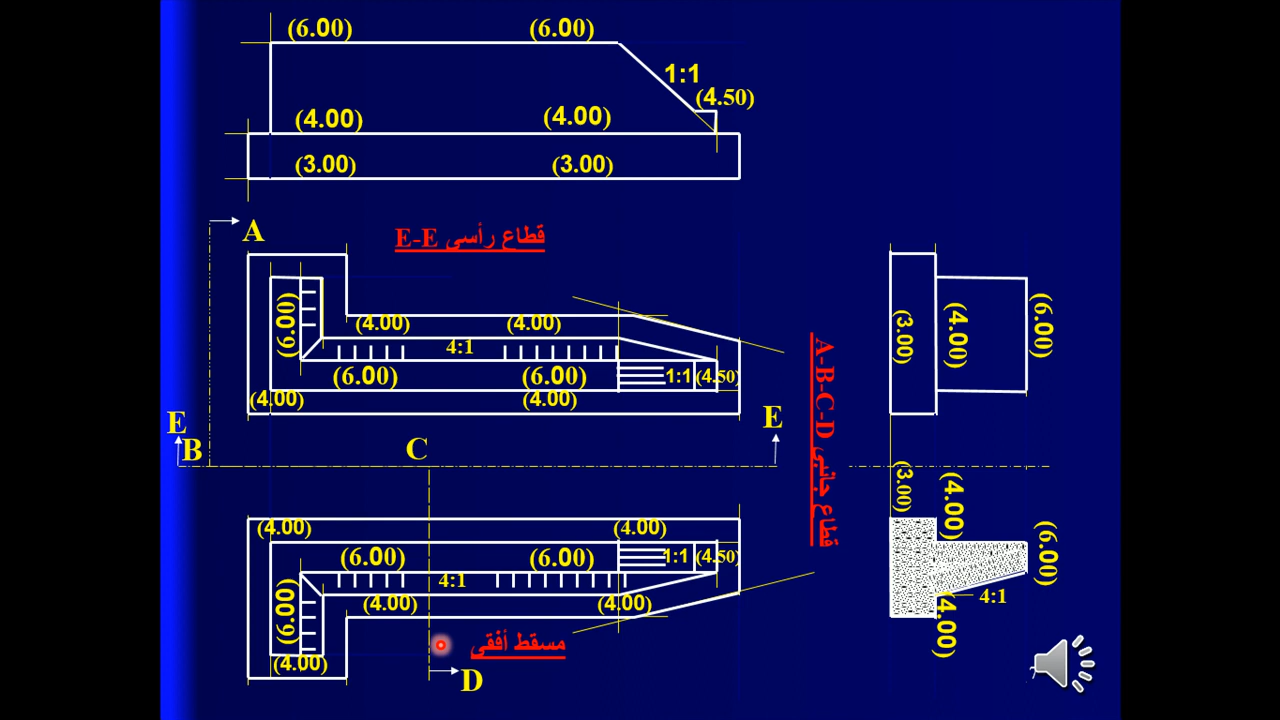 (6.00) (6.00)
1:1
(4.50)
(4.00) (4.00)
(3.00) (3.00)
A
قطاع رأسى E-E
(6.00)
(4.00) (4.00)
4:1
(6.00) (6.00) 1:1 (4.50)
(4.00) (4.00)
(3.00) (4.00) (6.00)
قطاع جانبى A-B-C-D
E
B
C
E
(4.00) (4.00)
(6.00) (6.00) 1:1 (4.50)
4:1
(6.00)
(4.00) (4.00)
(4.00)
(3.00) (4.00) (6.00)
4:1
(4.00)
مسقط أفقى
D